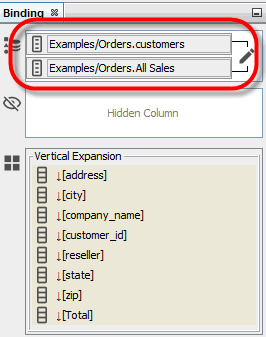 Binding
Examples/Orders.customers
Examples/Orders.All Sales
Hidden Column
Vertical Expansion
↓[address]
↓[city]
↓[company_name]
↓[customer_id]
↓[reseller]
↓[state]
↓[zip]
↓[Total]